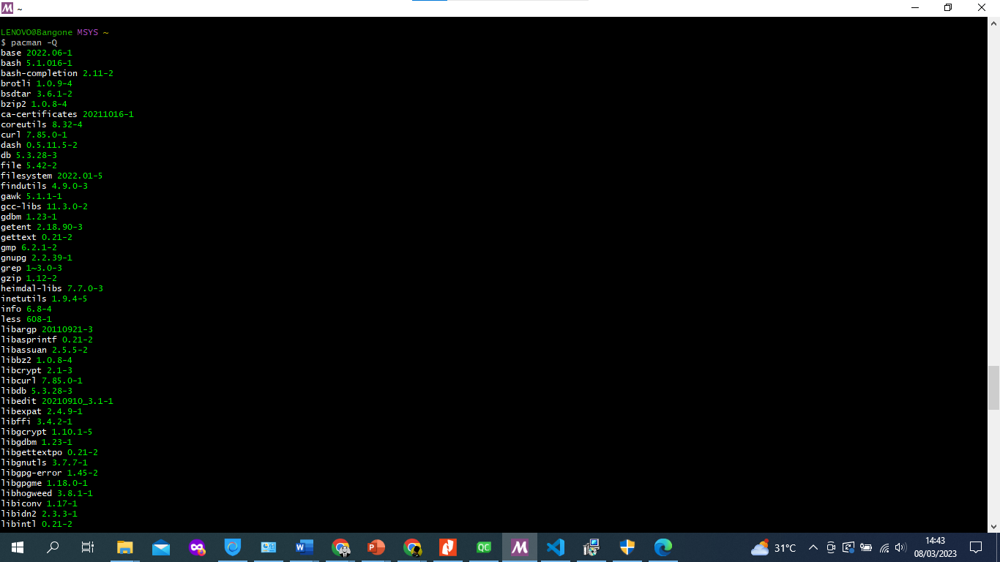 ~
LENOVO@Bangone MSYS ~
$ pacman -Q
base 2022.06-1
bash 5.1.016-1
bash-completion 2.11-2
brotli 1.0.9-4
bsdtar 3.6.1-2
bzip2 1.0.8-4
ca-certificates 20211016-1
coreutils 8.32-4
curl 7.85.0-1
dash 0.5.11.5-2
db 5.3.28-3
file 5.42-2
filesystem 2022.01-5
findutils 4.9.0-3
gawk 5.1.1-1
gcc-libs 11.3.0-2
gdbm 1.23-1
getent 2.18.90-3
gettext 0.21-2
gmp 6.2.1-2
gnupg 2.2.39-1
grep 1~3.0-3
gzip 1.12-2
heimdal-libs 7.7.0-3
inetutils 1.9.4-5
info 6.8-4
less 608-1
libargp 20110921-3
libasprintf 0.21-2
libassuan 2.5.5-2
libbz2 1.0.8-4
libcrypt 2.1-3
libcurl 7.85.0-1
libdb 5.3.28-3
libedit 20210910_3.1-1
libexpat 2.4.9-1
libffi 3.4.2-1
libgcrypt 1.10.1-5
libgdbm 1.23-1
libgettextpo 0.21-2
libgnutls 3.7.7-1
libgpg-error 1.45-2
libgpgme 1.18.0-1
libhogweed 3.8.1-1
libiconv 1.17-1
libidn2 2.3.3-1
libintl 0.21-2
QC
31°C
14:43
08/03/2023